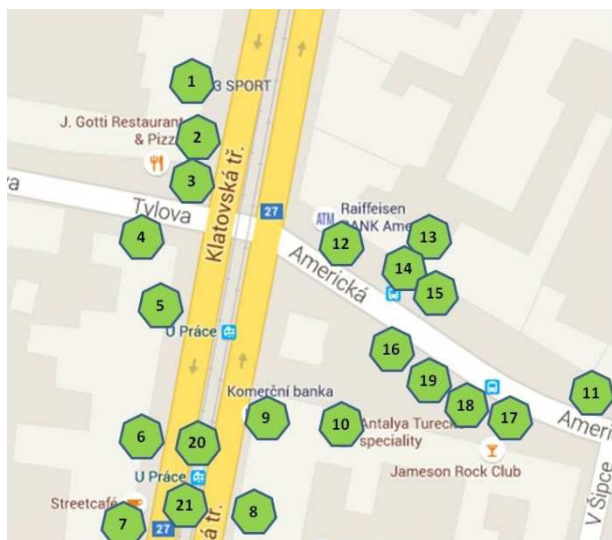 1
3 SPORT
J. Gotti Restaurant
& Pizz
2
3
Tylova
27
Klatovská tř.
4
ATM
Raiffeisen
BANK Ame
12
13
14
15
Americká
5
U Práce
16
19
18
17
11
Ameri
Komerční banka
9
10
Antalya Turec
speciality
Jameson Rock Club
6
20
U Práce
Streetcafé
7
21
27
8
á tř.
V Šipce